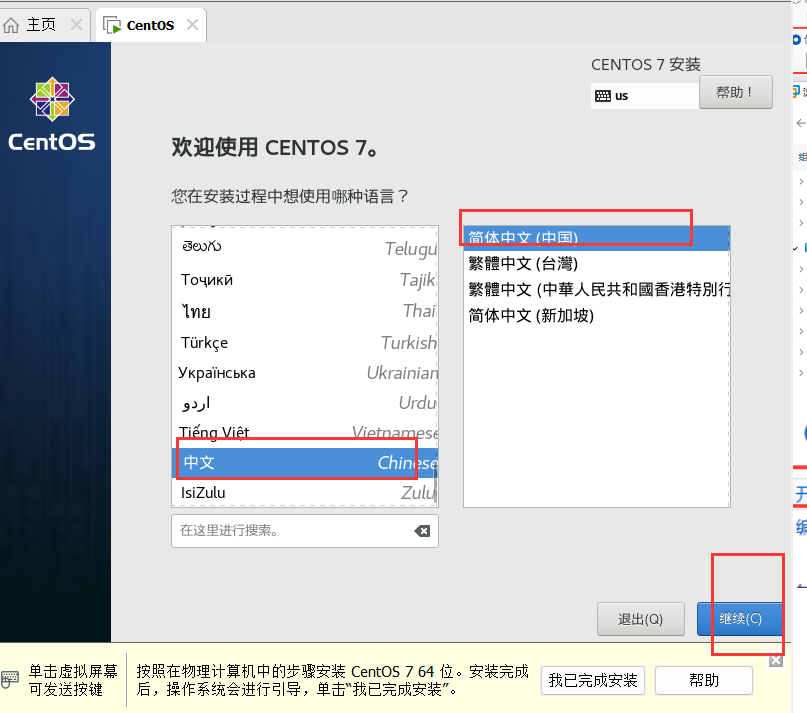 主页
CentOS
CENTOS 7 安装
us
帮助！
CentOS
欢迎使用 CENTOS 7。
您在安装过程中想使用哪种语言？
తెలుగు Telugu
Тоҷикӣ Tajik
ไทย Thai
Türkçe Turkish
Українська Ukrainian
اردو Urdu
Tiếng Việt Vietnamese
中文 Chinese
IsiZulu Zulu
简体中文 (中国)
繁體中文 (台灣)
繁體中文 (中華人民共和國香港特別行
简体中文 (新加坡)
在这里进行搜索。
退出(Q)
继续(C)
单击虚拟屏幕
可发送按键
按照在物理计算机中的步骤安装 CentOS 7 64 位。安装完成
后，操作系统会进行引导，单击“我已完成安装”。
我已完成安装
帮助